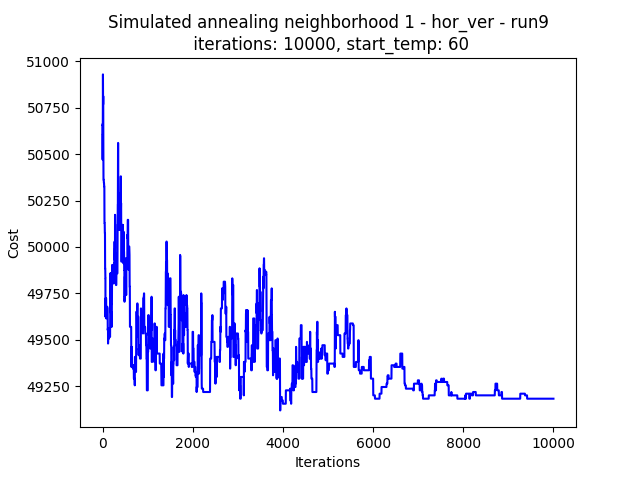 Simulated annealing neighborhood 1 - hor_ver - run9
iterations: 10000, start_temp: 60
51000
50750
50500
50250
50000
49750
49500
49250
Cost
0 2000 4000 6000 8000 10000
Iterations